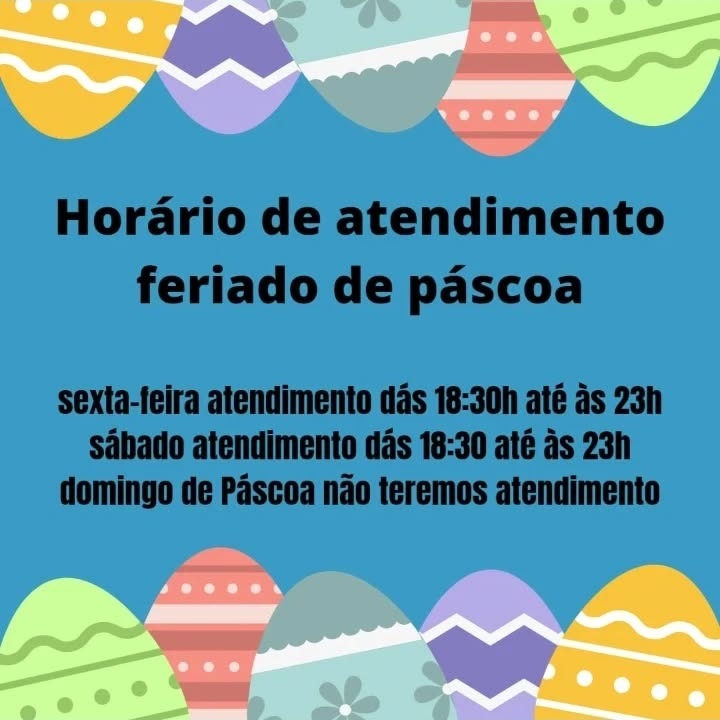 Horário de atendimento
feriado de páscoa
sexta-feira atendimento dás 18:30h até às 23h
sábado atendimento dás 18:30 até às 23h
domingo de Páscoa não teremos atendimento